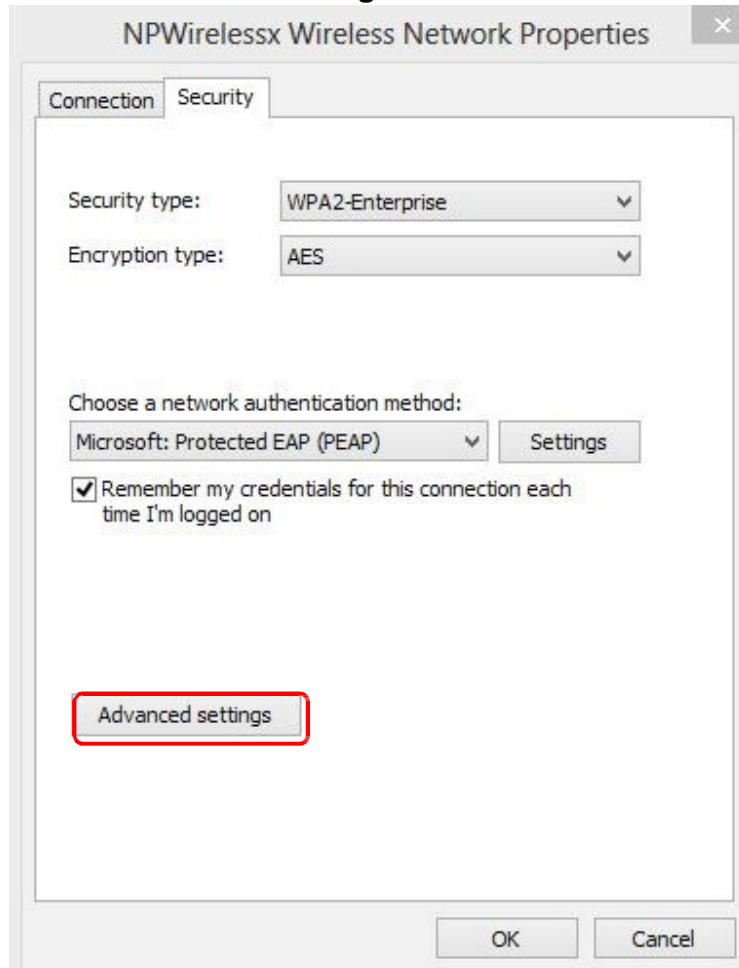 NPWirelessx Wireless Network Properties
Connection Security
Security type: WPA2-Enterprise
Encryption type: AES
Choose a network authentication method:
Microsoft: Protected EAP (PEAP) Settings
Remember my credentials for this connection each
time I'm logged on
Advanced settings
OK Cancel